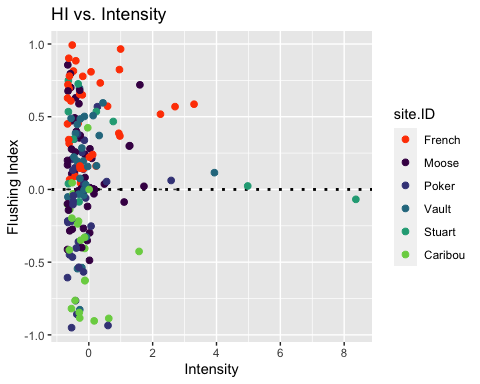 HI vs. Intensity
Flushing Index
1.0
0.5
0.0
-0.5
-1.0
0
2
4
6
8
Intensity
site.ID
French
Moose
Poker
Vault
Stuart
Caribou